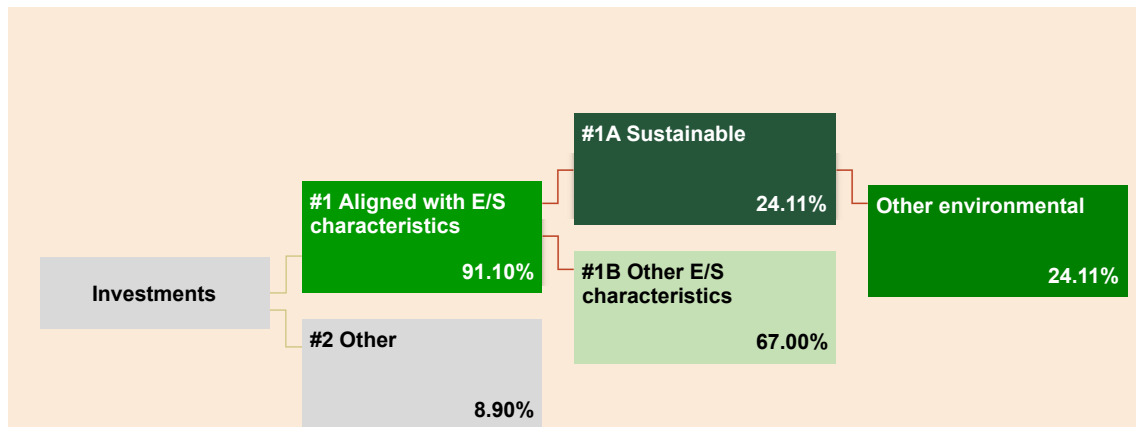 Investments
#1 Aligned with E/S
characteristics
91.10%
#2 Other
8.90%
#1A Sustainable
24.11%
#1B Other E/S
characteristics
67.00%
Other environmental
24.11%